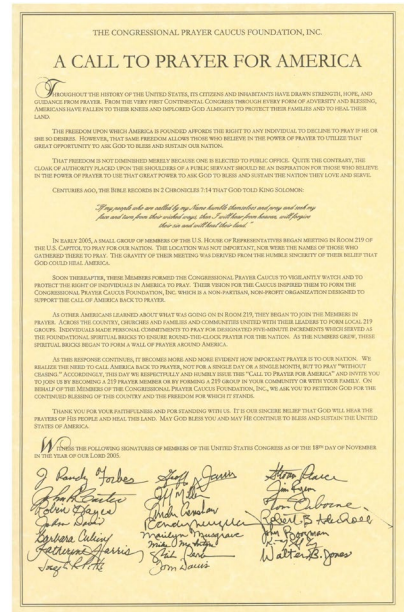 THE CONGRESSIONAL PRAYER CAUCUS FOUNDATION, INC.
A CALL TO PRAYER FOR AMERICA
THROUGHOUT THE HISTORY OF THE UNITED STATES, ITS CITIZENS AND INHABITANTS HAVE DRAWN STRENGTH, HOPE, AND
GUIDANCE FROM PRAYER. FROM THE VERY FIRST CONTINENTAL CONGRESS THROUGH EVERY FORM OF ADVERSITY AND BLESSING,
AMERICANS HAVE FALLEN TO THEIR KNEES AND IMPLORED GOD ALMIGHTY TO PROTECT THEIR FAMILIES AND TO HEAL THEIR
LAND.
THE FREEDOM UPON WHICH AMERICA IS FOUNDED AFFORDS THE RIGHT TO ANY INDIVIDUAL TO DECLINE TO PRAY IF HE OR
SHE SO DESIRES. HOWEVER, THAT SAME FREEDOM ALLOWS THOSE WHO BELIEVE IN THE POWER OF PRAYER TO UTILIZE THAT
GREAT OPPORTUNITY TO ASK GOD TO BLESS AND SUSTAIN OUR NATION.
THAT FREEDOM IS NOT DIMINISHED MERELY BECAUSE ONE IS ELECTED TO PUBLIC OFFICE. QUITE THE CONTRARY, THE
CLOAK OF AUTHORITY PLACED UPON THE SHOULDERS OF A PUBLIC SERVANT SHOULD BE AN INSPIRATION FOR THOSE WHO BELIEVE
IN THE POWER OF PRAYER TO USE THAT GREAT POWER TO ASK GOD TO BLESS AND SUSTAIN THE NATION THEY LOVE AND SERVE.
CENTURIES AGO, THE BIBLE RECORDS IN 2 CHRONICLES 7:14 THAT GOD TOLD KING SOLOMON:
"If my people who are called by my Name humble themselves and pray and seek my
face and turn from their wicked ways, then I will hear from heaven, will forgive
their sin and will heal their land."
IN EARLY 2005, A SMALL GROUP OF MEMBERS OF THE U.S. HOUSE OF REPRESENTATIVES BEGAN MEETING IN ROOM 219 OF
THE U.S. CAPITOL TO PRAY FOR OUR NATION. THE LOCATION WAS NOT IMPORTANT, NOR WERE THE NAMES OF THOSE WHO
GATHERED THERE TO PRAY. THE GRAVITY OF THEIR MEETING WAS DERIVED FROM THE HUMBLE SINCERITY OF THEIR BELIEF THAT
GOD COULD HEAL AMERICA.
SOON THEREAFTER, THESE MEMBERS FORMED THE CONGRESSIONAL PRAYER CAUCUS TO VIGILANTLY WATCH AND TO
PROTECT THE RIGHT OF INDIVIDUALS IN AMERICA TO PRAY. THEIR VISION FOR THE CAUCUS INSPIRED THEM TO FORM THE
CONGRESSIONAL PRAYER CAUCUS FOUNDATION, INC. WHICH IS A NON-PARTISAN, NON-PROFIT ORGANIZATION DESIGNED TO
SUPPORT THE CALL OF AMERICA BACK TO PRAYER.
AS OTHER AMERICANS LEARNED ABOUT WHAT WAS GOING ON IN ROOM 219, THEY BEGAN TO JOIN THE MEMBERS IN
PRAYER. ACROSS THE COUNTRY, CHURCHES AND FAMILIES AND COMMUNITIES UNITED WITH THEIR LEADERS TO FORM LOCAL 219
GROUPS. INDIVIDUALS MADE PERSONAL COMMITMENTS TO PRAY FOR DESIGNATED FIVE-MINUTE INCREMENTS WHICH SERVED AS
THE FOUNDATIONAL SPIRITUAL BRICKS TO ENSURE ROUND-THE-CLOCK PRAYER FOR THE NATION. AS THE NUMBERS GREW, THESE
SPIRITUAL BRICKS BEGAN TO FORM A WALL OF PRAYER AROUND AMERICA.
AS THIS RESPONSE CONTINUES, IT BECOMES MORE AND MORE EVIDENT HOW IMPORTANT PRAYER IS TO OUR NATION. WE
REALIZE THE NEED TO CALL AMERICA BACK TO PRAYER, NOT FOR A SINGLE DAY OR A SINGLE MONTH, BUT TO PRAY "WITHOUT
CEASING." ACCORDINGLY, THIS DAY WE RESPECTFULLY AND HUMBLY ISSUE THIS "CALL TO PRAYER FOR AMERICA" AND INVITE YOU
TO JOIN US BY BECOMING A 219 PRAYER MEMBER OR BY FORMING A 219 GROUP IN YOUR COMMUNITY OR WITH YOUR FAMILY. ON
BEHALF OF THE MEMBERS OF THE CONGRESSIONAL PRAYER CAUCUS FOUNDATION, INC., WE ASK YOU TO PETITION GOD FOR THE
CONTINUED BLESSING OF THIS COUNTRY AND THE FREEDOM FOR WHICH IT STANDS.
THANK YOU FOR YOUR FAITHFULNESS AND FOR STANDING WITH US. IT IS OUR SINCERE BELIEF THAT GOD WILL HEAR THE
PRAYERS OF HIS PEOPLE AND HEAL THIS LAND. MAY GOD BLESS YOU AND MAY HE CONTINUE TO BLESS AND SUSTAIN THE UNITED
STATES OF AMERICA.
WITNESS THE FOLLOWING SIGNATURES OF MEMBERS OF THE UNITED STATES CONGRESS AS OF THE 18TH DAY OF NOVEMBER
IN THE YEAR OF OUR LORD 2005.
J. Randy Forbes
Robin Hayes
Barbara Cubin
Katherine Harris
Joseph R. Pitts
Jeff Miller
Ander Crenshaw
Marilyn Musgrave
Mike McIntyre
Tom Davis
Steven Pearce
Jim Ryun
Tom Osborne
Robert B. Aderholt
John Boozman
Walter B. Jones